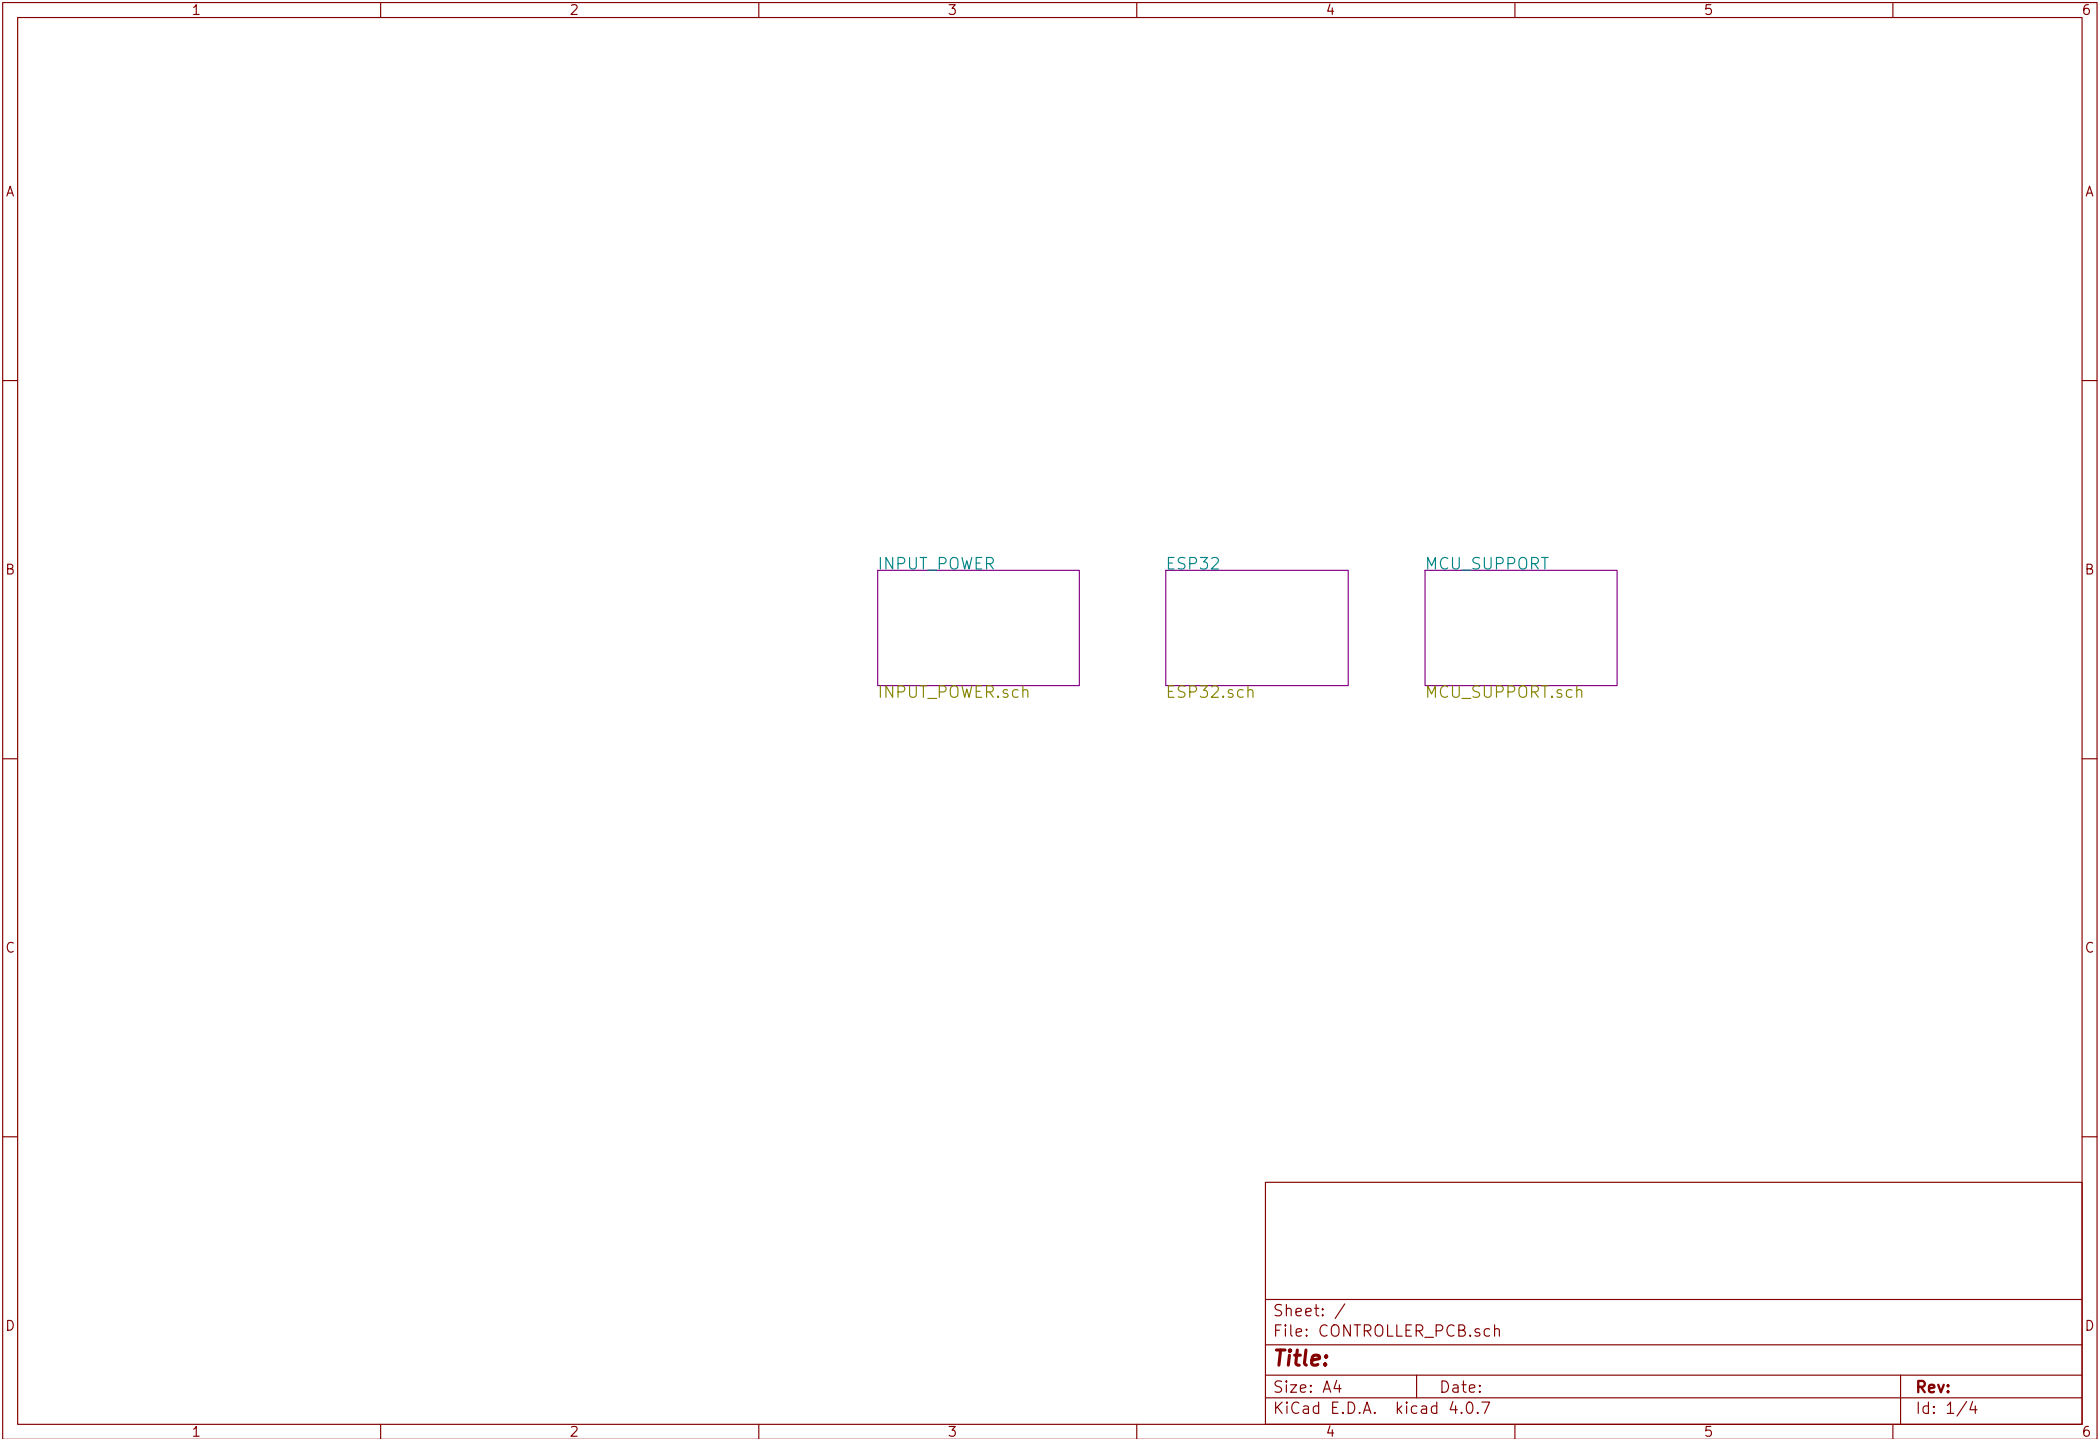 1 2 3 4 5 6
A A
INPUT_POWER ESP32 MCU_SUPPORT
B B
INPUT_POWER.sch ESP32.sch MCU_SUPPORT.sch
C C
Sheet: /
D D
File: CONTROLLER_PCB.sch
Title:
Size: A4 Date: Rev:
KiCad E.D.A. kicad 4.0.7 Id: 1/4
1 2 3 4 5 6